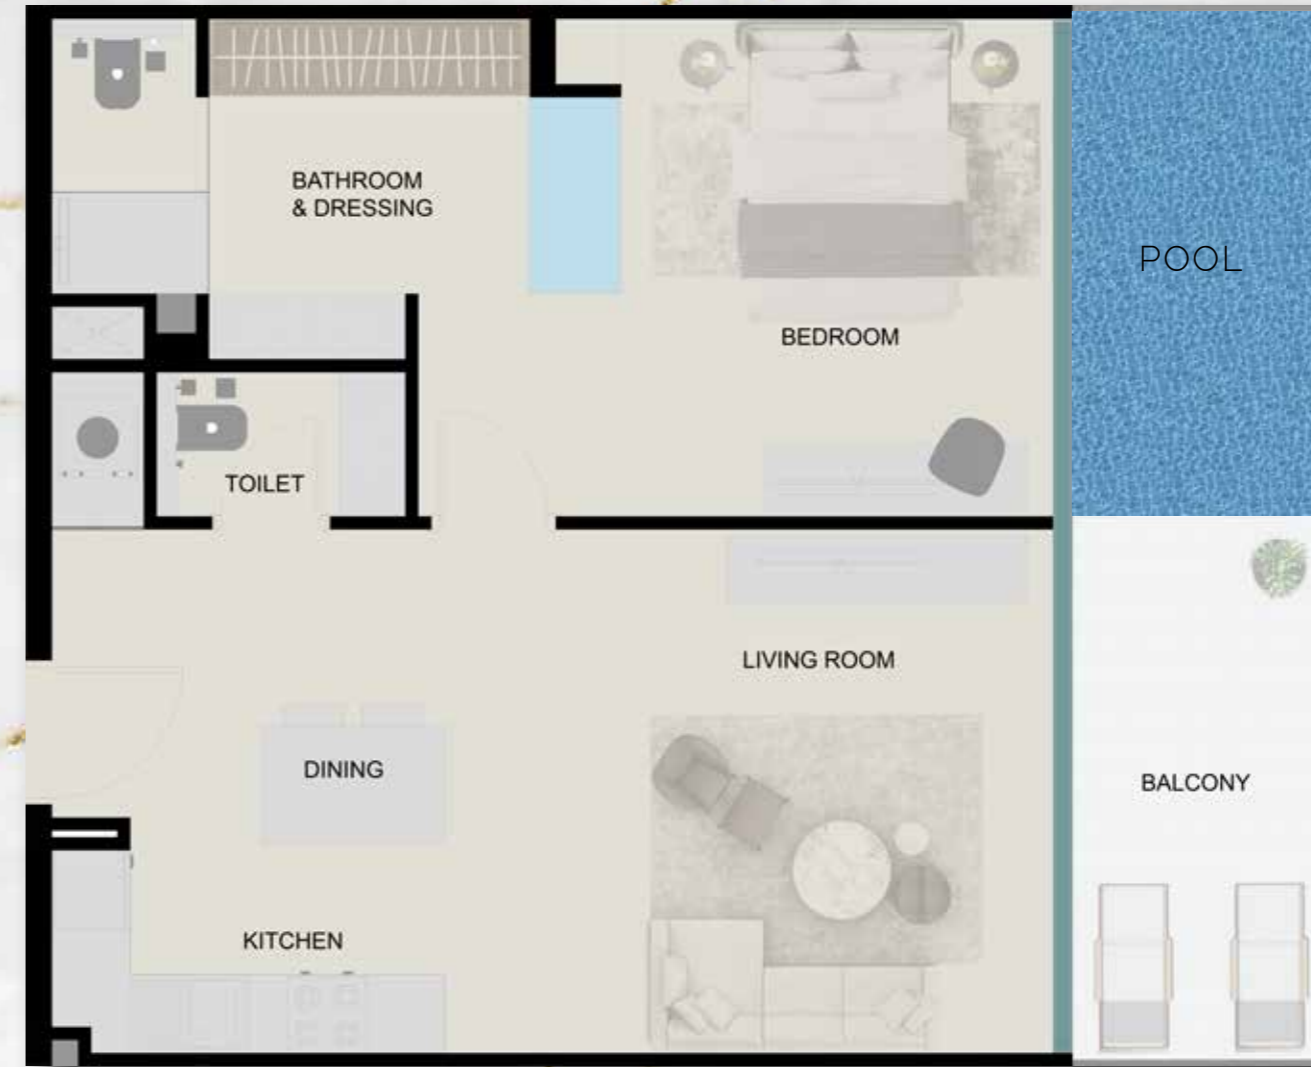 BATHROOM
& DRESSING
POOL
BEDROOM
TOILET
LIVING ROOM
DINING
BALCONY
KITCHEN